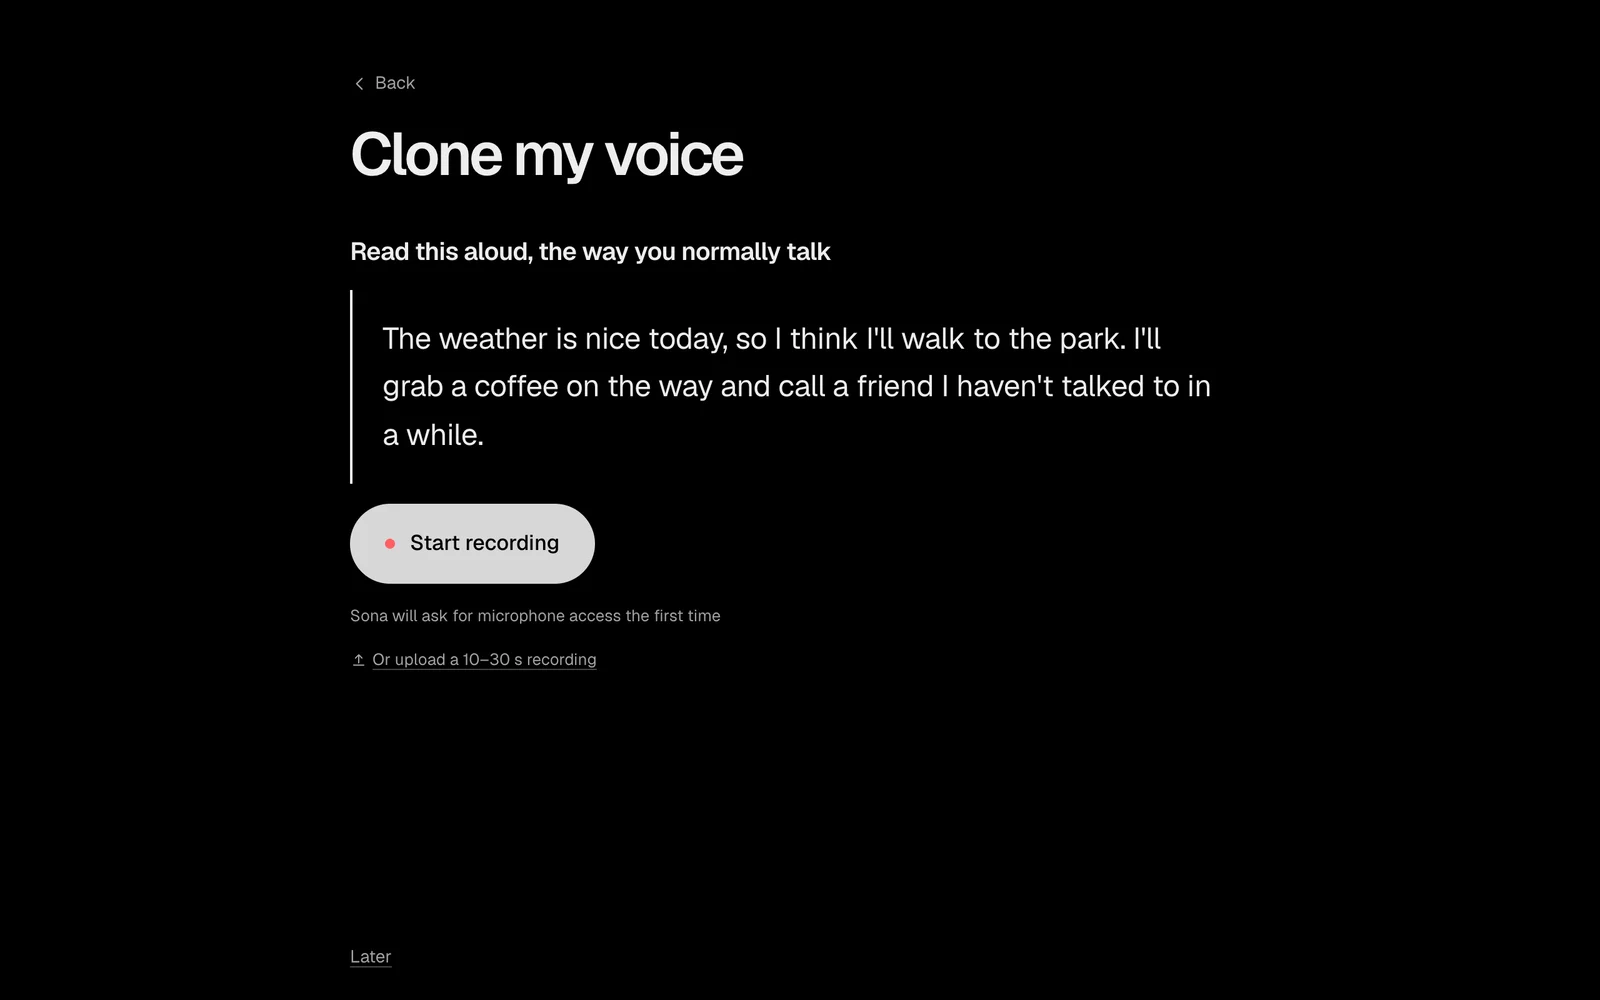 Back
Clone my voice
Read this aloud, the way you normally talk
The weather is nice today, so I think I'll walk to the park. I'll
grab a coffee on the way and call a friend I haven't talked to in
a while.
Start recording
Sona will ask for microphone access the first time
Or upload a 10–30 s recording
Later